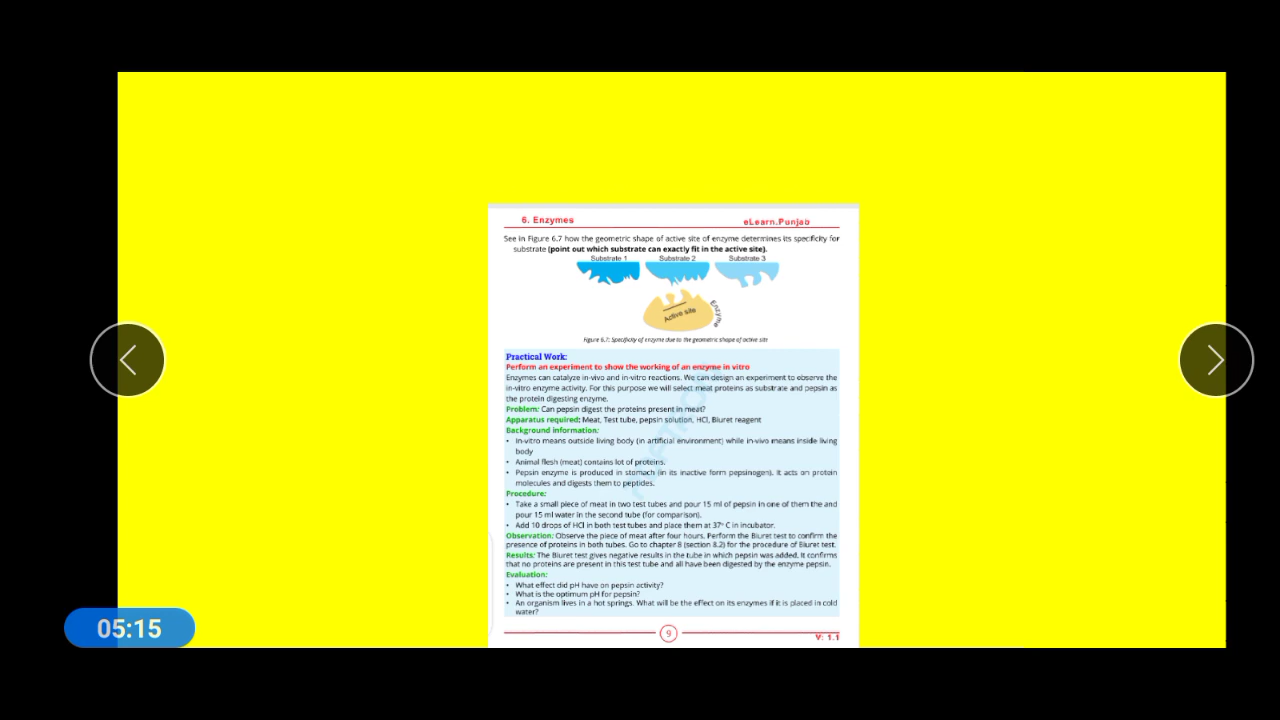 6. Enzymes
eLearn.Punjab
See in Figure 6.7 how the geometric shape of active site of enzyme determines its specificity for
substrate (point out which substrate can exactly fit in the active site).
Substrate 1 Substrate 2 Substrate 3
Active site
Enzyme
Figure 6.7: Specificity of enzyme due to the geometric shape of active site
Practical Work:
Perform an experiment to show the working of an enzyme in vitro
Enzymes can catalyze in-vivo and in-vitro reactions. We can design an experiment to observe the
in-vitro enzyme activity. For this purpose we will select meat proteins as substrate and pepsin as
the protein digesting enzyme.
Problem: Can pepsin digest the proteins present in meat?
Apparatus required: Meat, Test tube, pepsin solution, HCl, Biuret reagent
Background information:
• In-vitro means outside living body (in artificial environment) while in-vivo means inside living
body
• Animal flesh (meat) contains lot of proteins.
• Pepsin enzyme is produced in stomach (in its inactive form pepsinogen). It acts on protein
molecules and digests them to peptides.
Procedure:
• Take a small piece of meat in two test tubes and pour 15 ml of pepsin in one of them the and
pour 15 ml water in the second tube (for comparison).
• Add 10 drops of HCl in both test tubes and place them at 37° C in incubator.
Observation: Observe the piece of meat after four hours. Perform the Biuret test to confirm the
presence of proteins in both tubes. Go to chapter 8 (section 8.2) for the procedure of Biuret test.
Results: The Biuret test gives negative results in the tube in which pepsin was added. It confirms
that no proteins are present in this test tube and all have been digested by the enzyme pepsin.
Evaluation:
• What effect did pH have on pepsin activity?
• What is the optimum pH for pepsin?
• An organism lives in a hot springs. What will be the effect on its enzymes if it is placed in cold
water?
9
V: 1.1
05:15